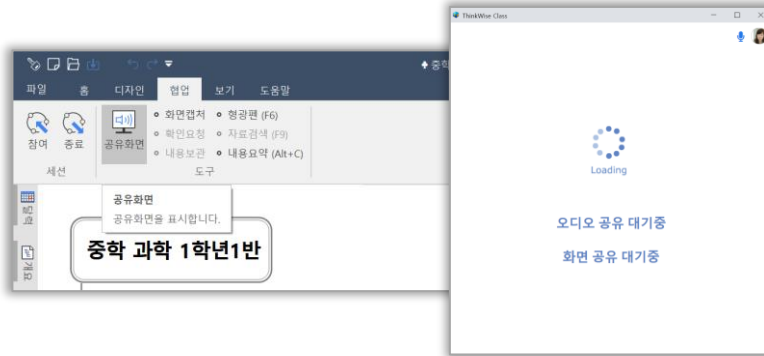 ThinkWise Class
중학
파일 홈 디자인 협업 보기 도움말
참여
종료
공유화면
화면캡처
확인요청
내용보관
형광펜 (F6)
자료검색 (F9)
내용요약 (Alt+C)
세션
도구
공유화면
공유화면을 표시합니다.
달력
개요
중학 과학 1학년1반
Loading
오디오 공유 대기중
화면 공유 대기중